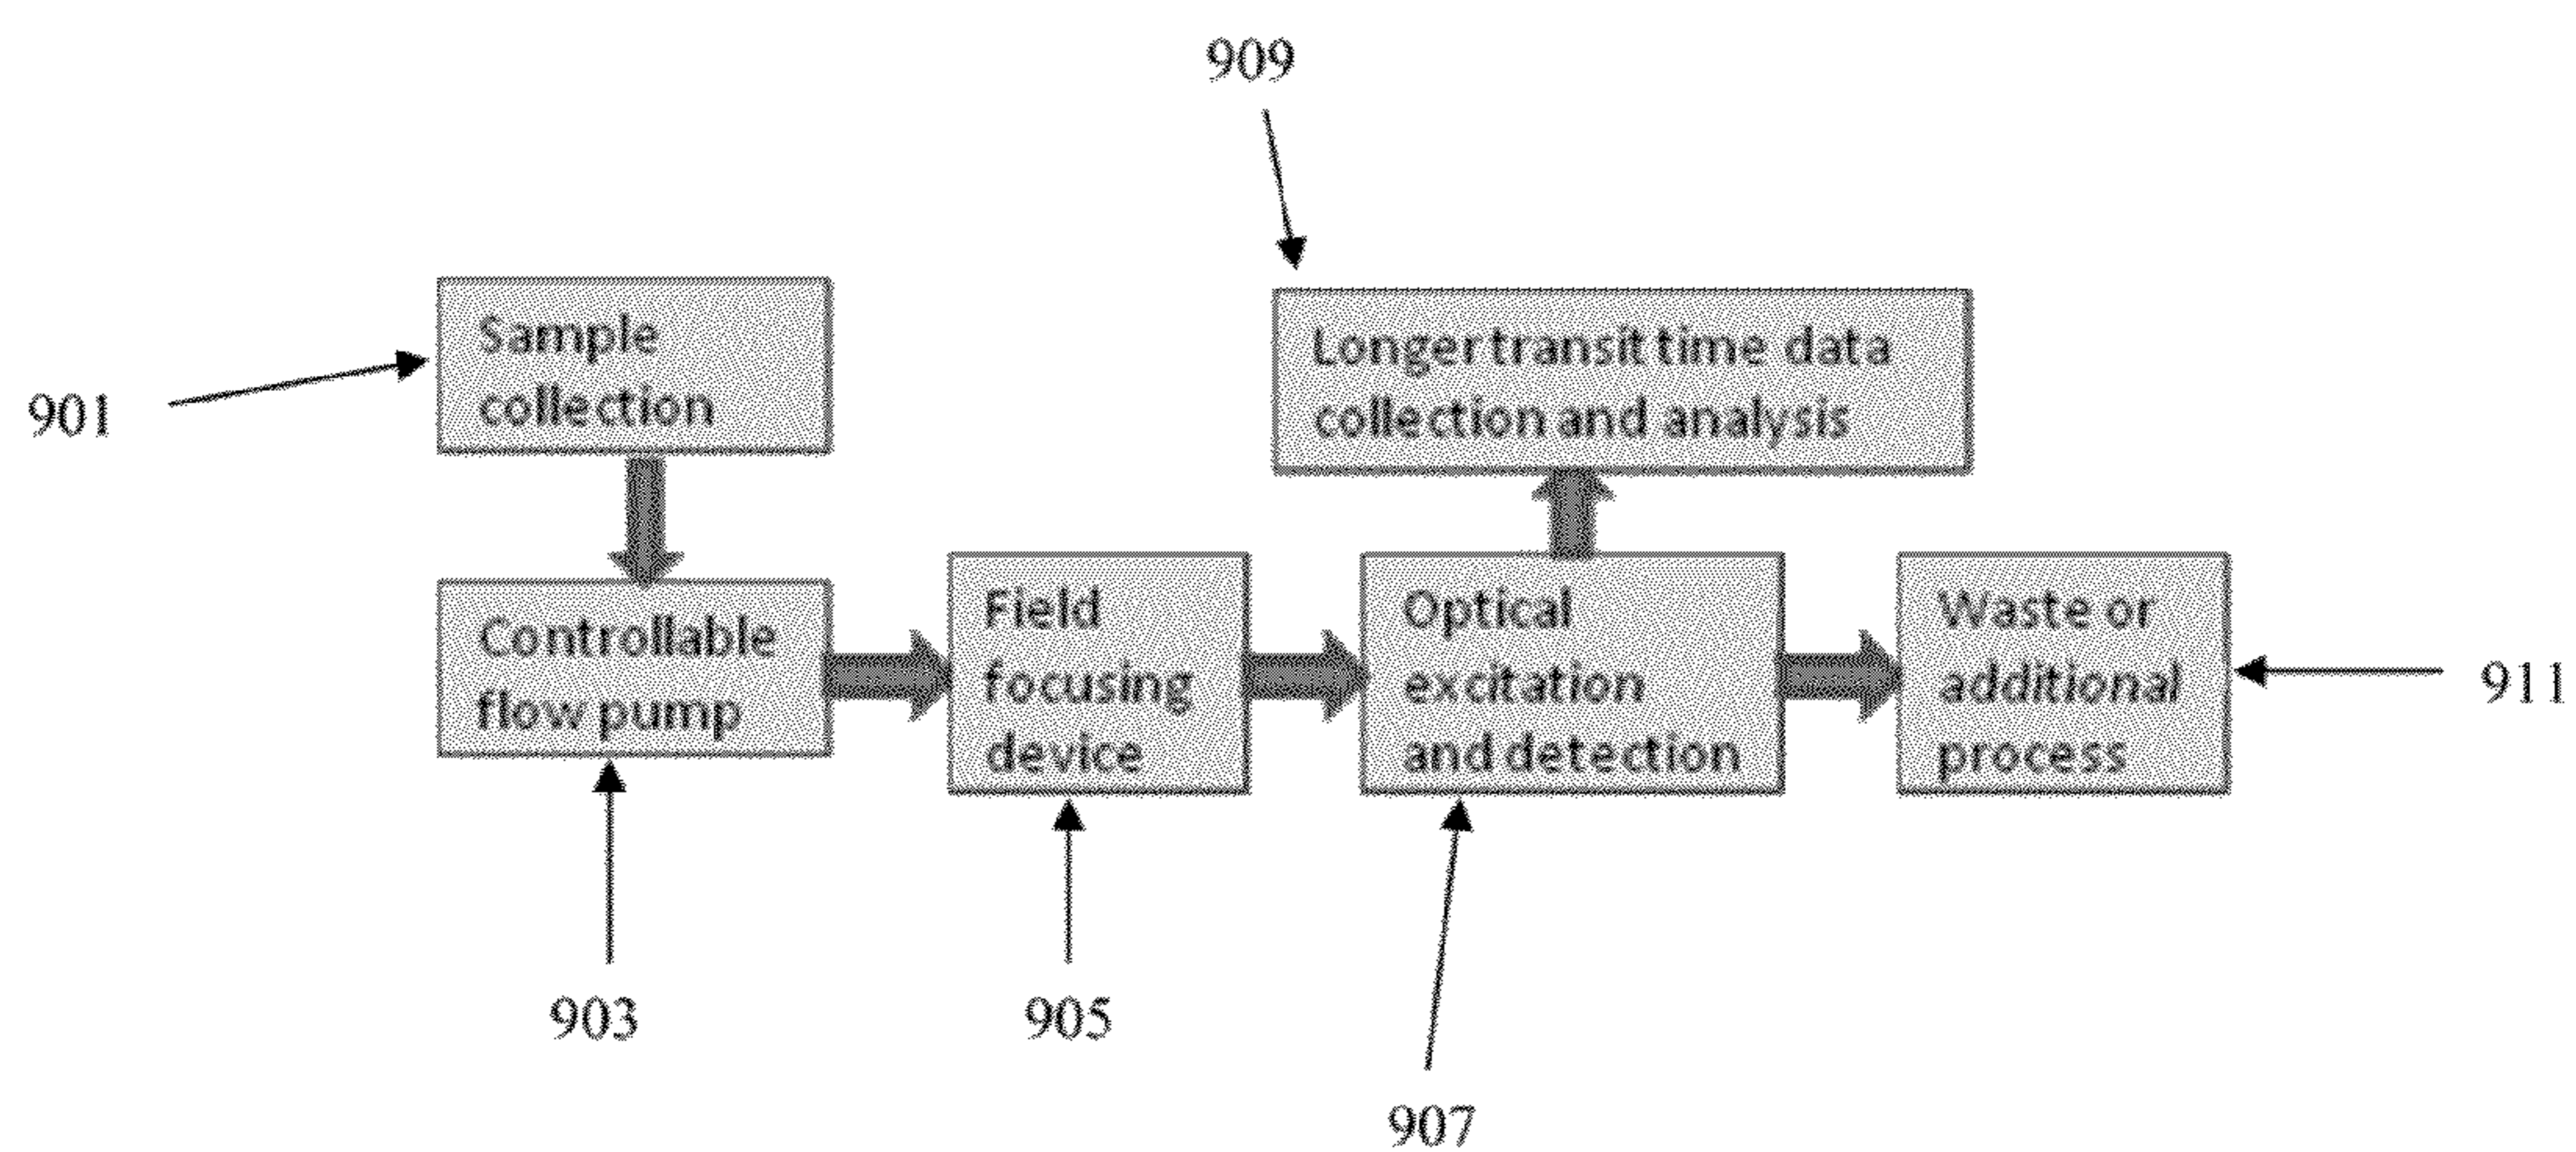 909
Sample
collection
901
Longer transit time data
collection and analysis
Controllable
flow pump
Field
focusing
device
Optical
excitation
and detection
Waste or
additional
process
911
903
905
907